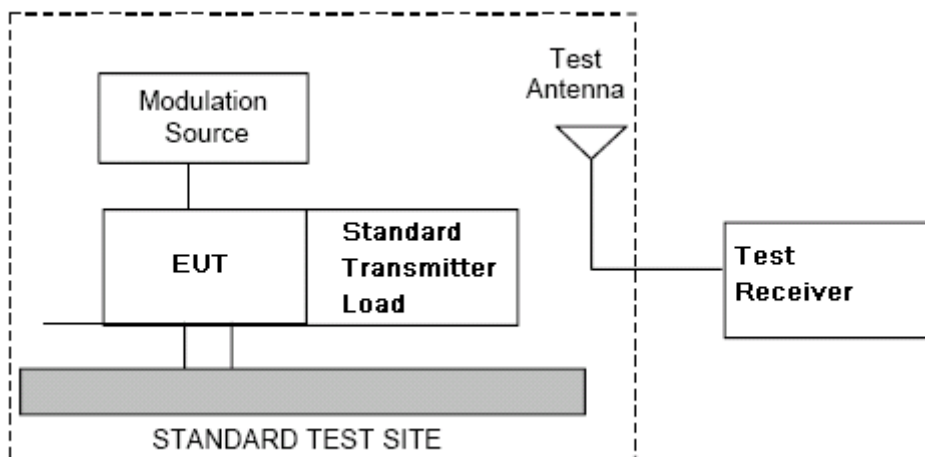 Modulation
Source
Test
Antenna
EUT
Standard
Transmitter
Load
Test
Receiver
STANDARD TEST SITE